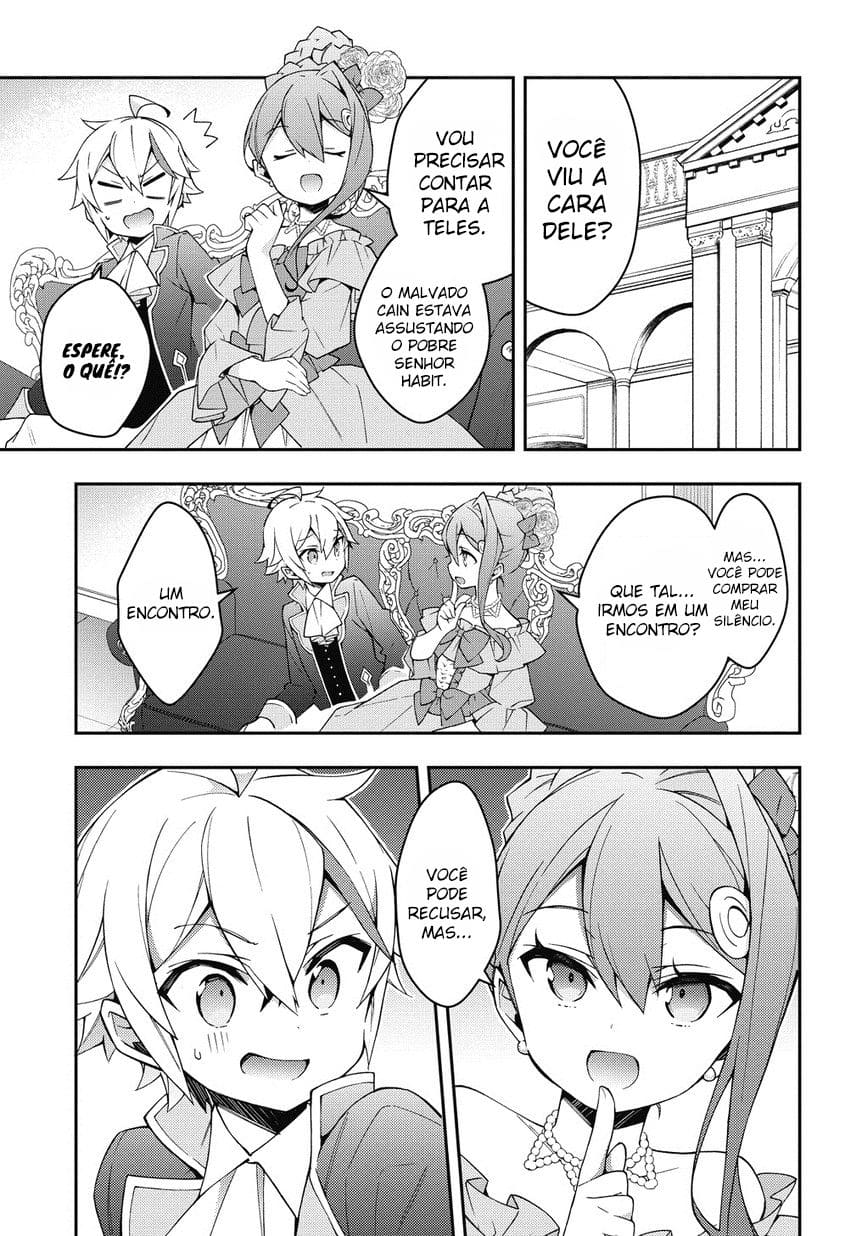 VOCÊ
VIU A
CARA
DELE?
VOU
PRECISAR
CONTAR
PARA A
TELES.
O MALVADO
CAIN ESTAVA
ASSUSTANDO
O POBRE
SENHOR
HABIT.
ESPERE,
O QUÊ!?
MAS...
VOCÊ PODE
COMPRAR
MEU
SILÊNCIO.
QUE TAL...
IRMOS EM UM
ENCONTRO?
UM
ENCONTRO.
VOCÊ
PODE
RECUSAR,
MAS...